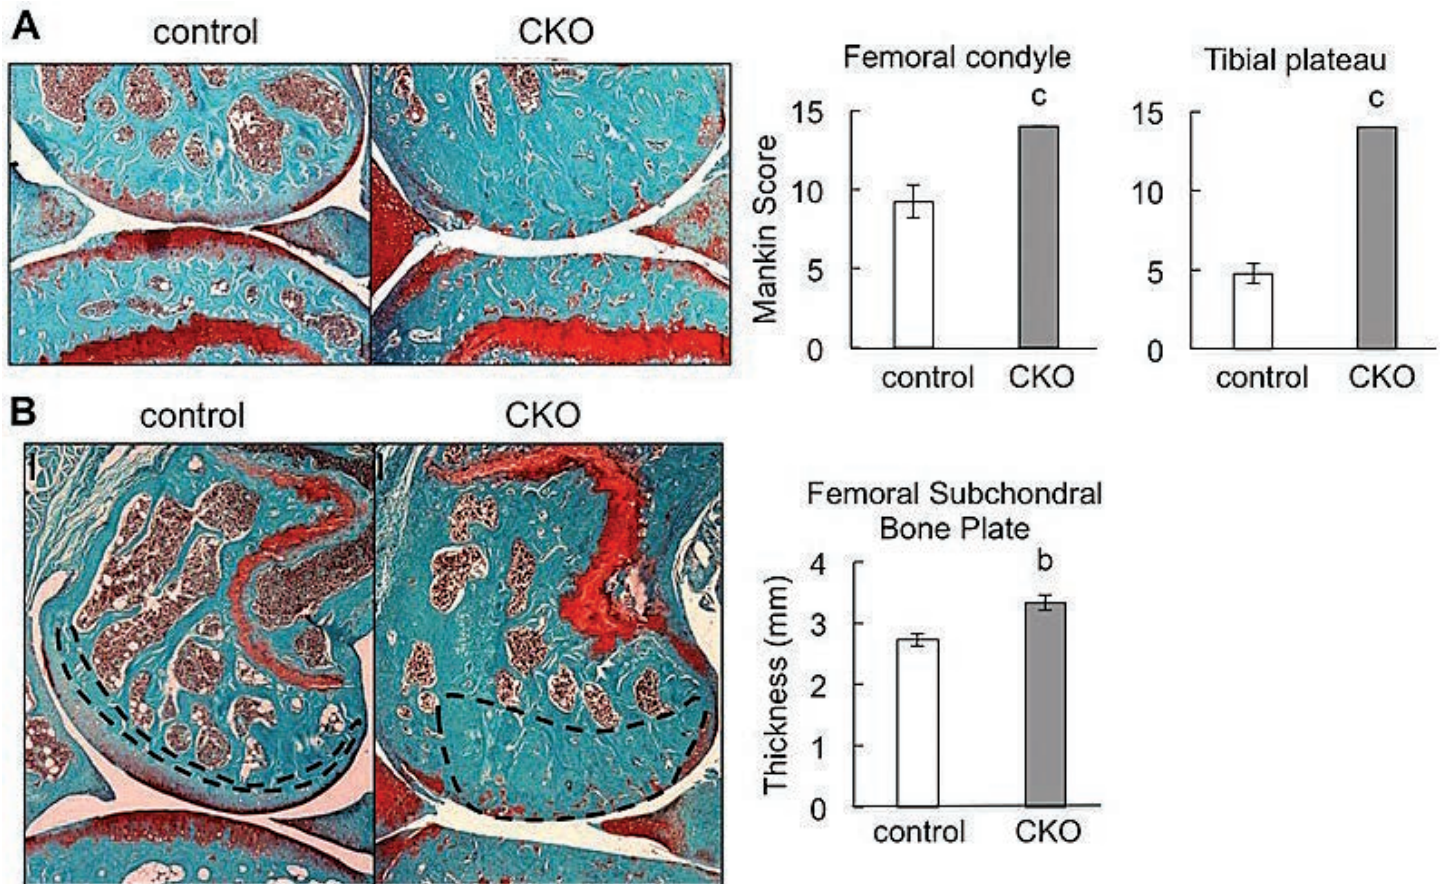 A
control
CKO
Femoral condyle
Tibial plateau
Mankin Score
15
10
5
0
c
control
CKO
15
10
5
0
c
control
CKO
B
control
CKO
Femoral Subchondral
Bone Plate
Thickness (mm)
4
3
2
1
0
b
control
CKO